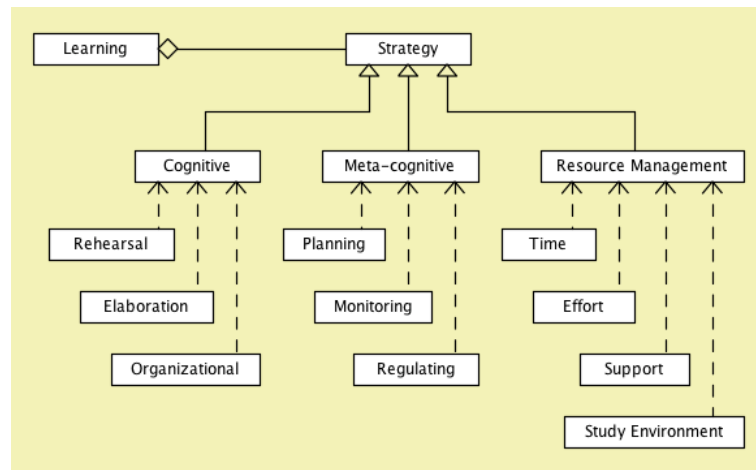 Learning
Strategy
Cognitive
Meta-cognitive
Resource Management
Rehearsal
Planning
Time
Elaboration
Monitoring
Effort
Organizational
Regulating
Support
Study Environment